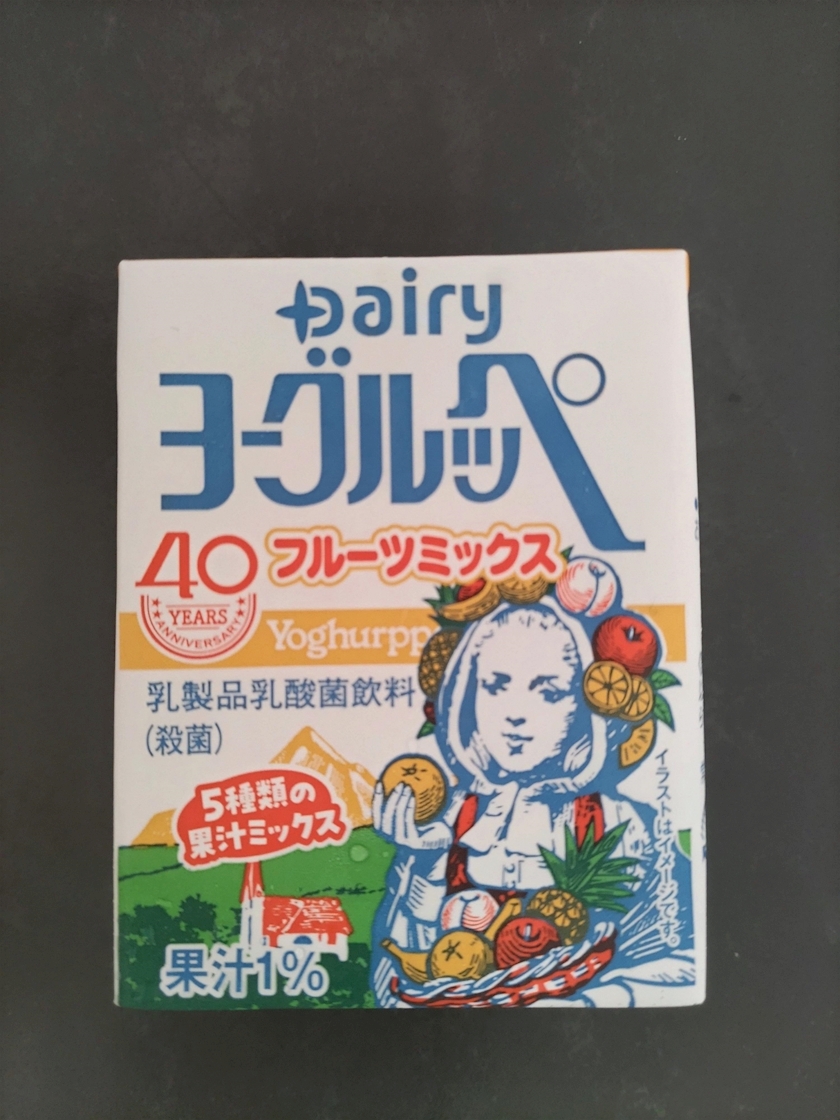 Dairy
ヨーグルッペ
40
YEARS
ANNIVERSARY
フルーツミックス
Yoghurpp
乳製品乳酸菌飲料
(殺菌)
5種類の
果汁ミックス
イラストはイメージです。
果汁1%